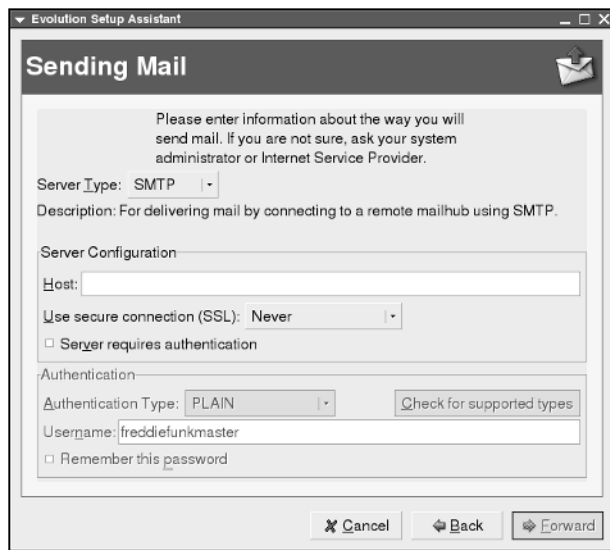 Evolution Setup Assistant
Sending Mail
Please enter information about the way you will
send mail. If you are not sure, ask your system
administrator or Internet Service Provider.
Server Type: SMTP
Description: For delivering mail by connecting to a remote mailhub using SMTP.
Server Configuration
Host:
Use secure connection (SSL): Never
Server requires authentication
Authentication
Authentication Type: PLAIN Check for supported types
Username: freddiefunkmaster
Remember this password
Cancel Back Forward